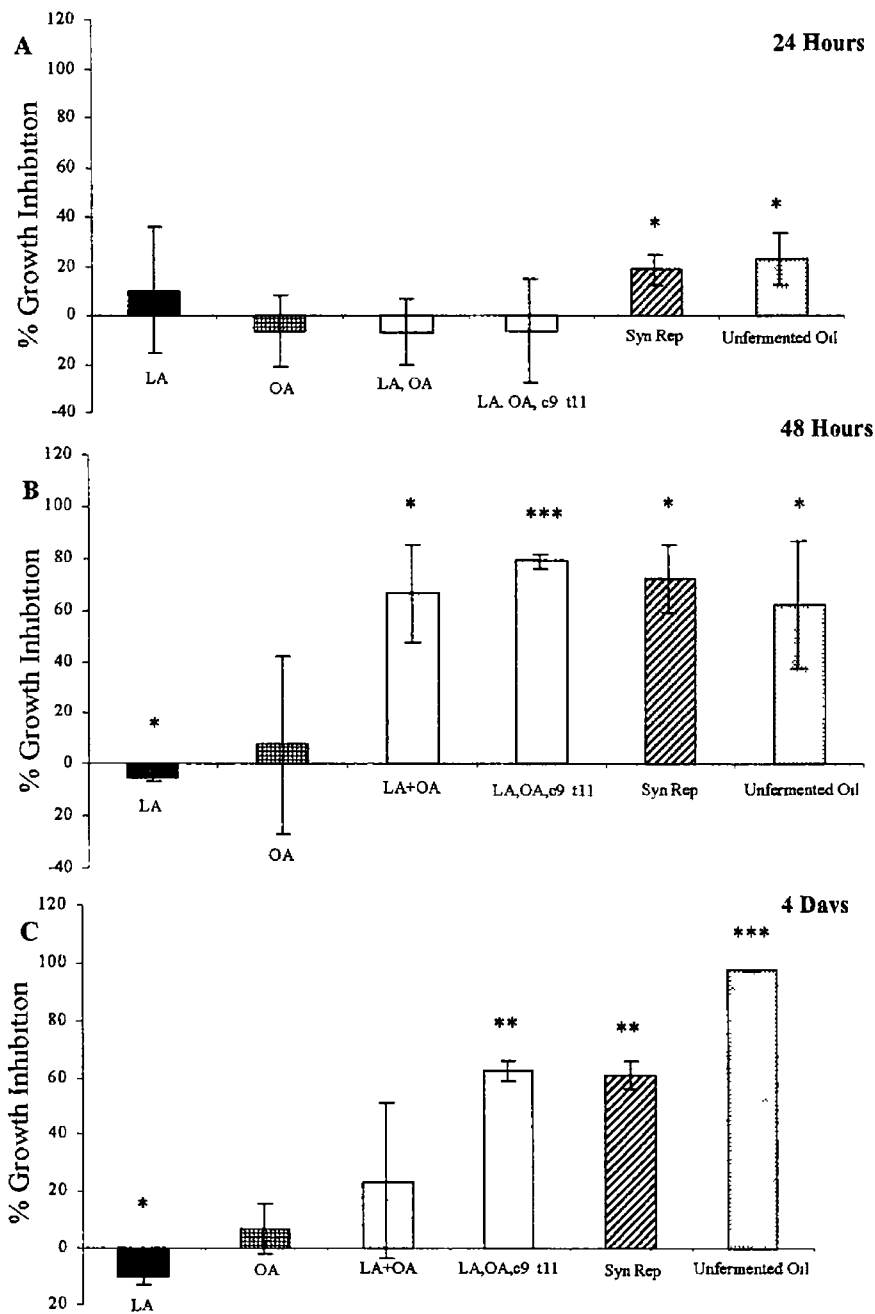 A
24 Hours
% Growth Inhibition
120
100
80
60
40
20
0
20
-40
*
*
LA
OA
LA, OA
LA. OA, c9 t11
Syn Rep
Unfermented Oil
B
48 Hours
% Growth Inhibition
120
100
80
60
40
20
0
20
-40
*
*
***
*
*
LA
OA
LA+OA
LA,OA,c9 t11
Syn Rep
Unfermented Oil
C
4 Days
% Growth Inhibition
120
100
80
60
40
20
0
20
*
**
**
***
LA
OA
LA+OA
LA,OA,c9 t11
Syn Rep
Unfermented Oil